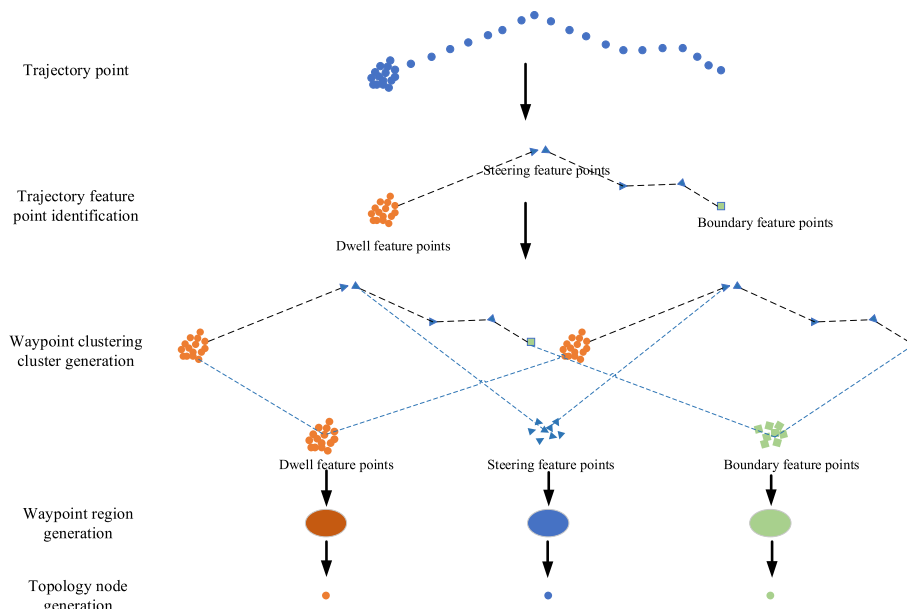 Trajectory point
Steering feature points
Trajectory feature
point identification
Boundary feature points
Dwell feature points
Waypoint clustering
cluster generation
Dwell feature points
Steering feature points
Boundary feature points
Waypoint region
generation
Topology node
generation